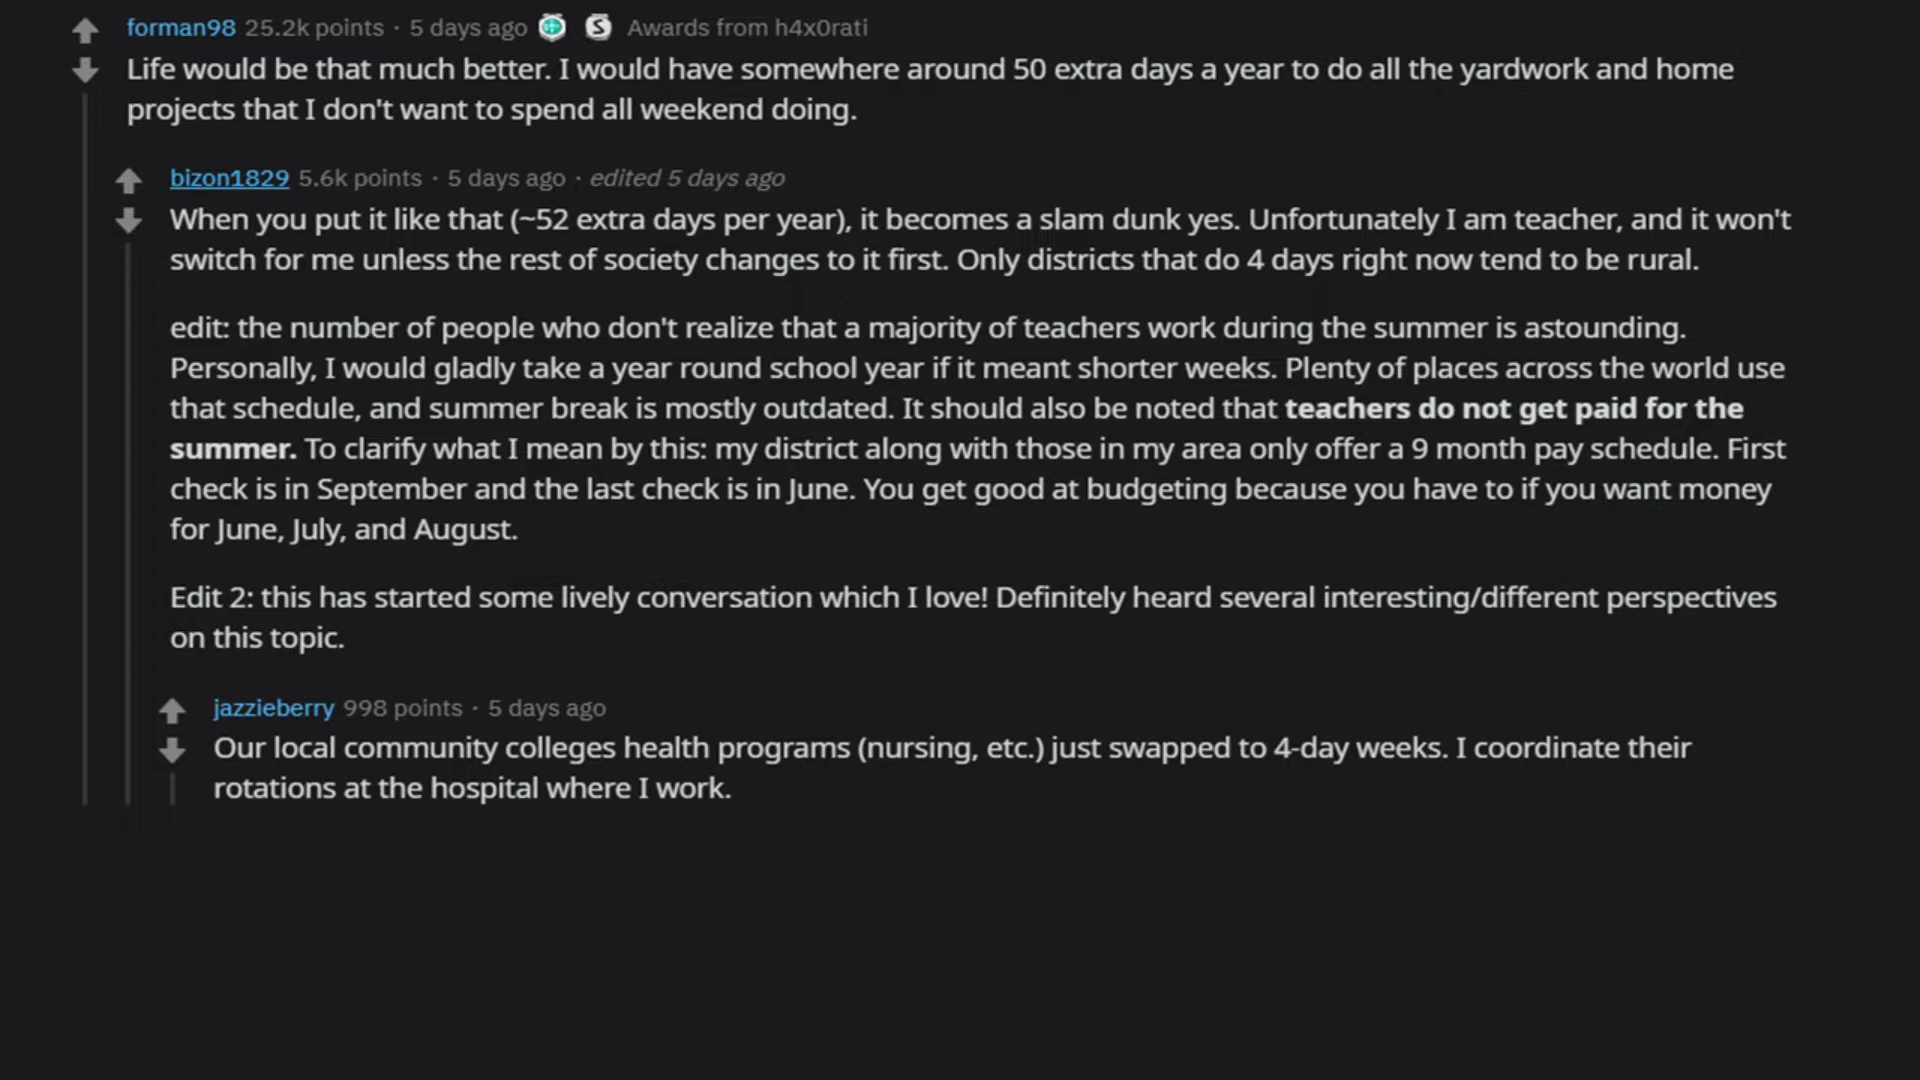 forman98 25.2k points · 5 days ago S Awards from h4x0rati
Life would be that much better. I would have somewhere around 50 extra days a year to do all the yardwork and home
projects that I don't want to spend all weekend doing.
bizon1829 5.6k points · 5 days ago · edited 5 days ago
When you put it like that (~52 extra days per year), it becomes a slam dunk yes. Unfortunately I am teacher, and it won't
switch for me unless the rest of society changes to it first. Only districts that do 4 days right now tend to be rural.
edit: the number of people who don't realize that a majority of teachers work during the summer is astounding.
Personally, I would gladly take a year round school year if it meant shorter weeks. Plenty of places across the world use
that schedule, and summer break is mostly outdated. It should also be noted that teachers do not get paid for the
summer. To clarify what I mean by this: my district along with those in my area only offer a 9 month pay schedule. First
check is in September and the last check is in June. You get good at budgeting because you have to if you want money
for June, July, and August.
Edit 2: this has started some lively conversation which I love! Definitely heard several interesting/different perspectives
on this topic.
jazzieberry 998 points · 5 days ago
Our local community colleges health programs (nursing, etc.) just swapped to 4-day weeks. I coordinate their
rotations at the hospital where I work.